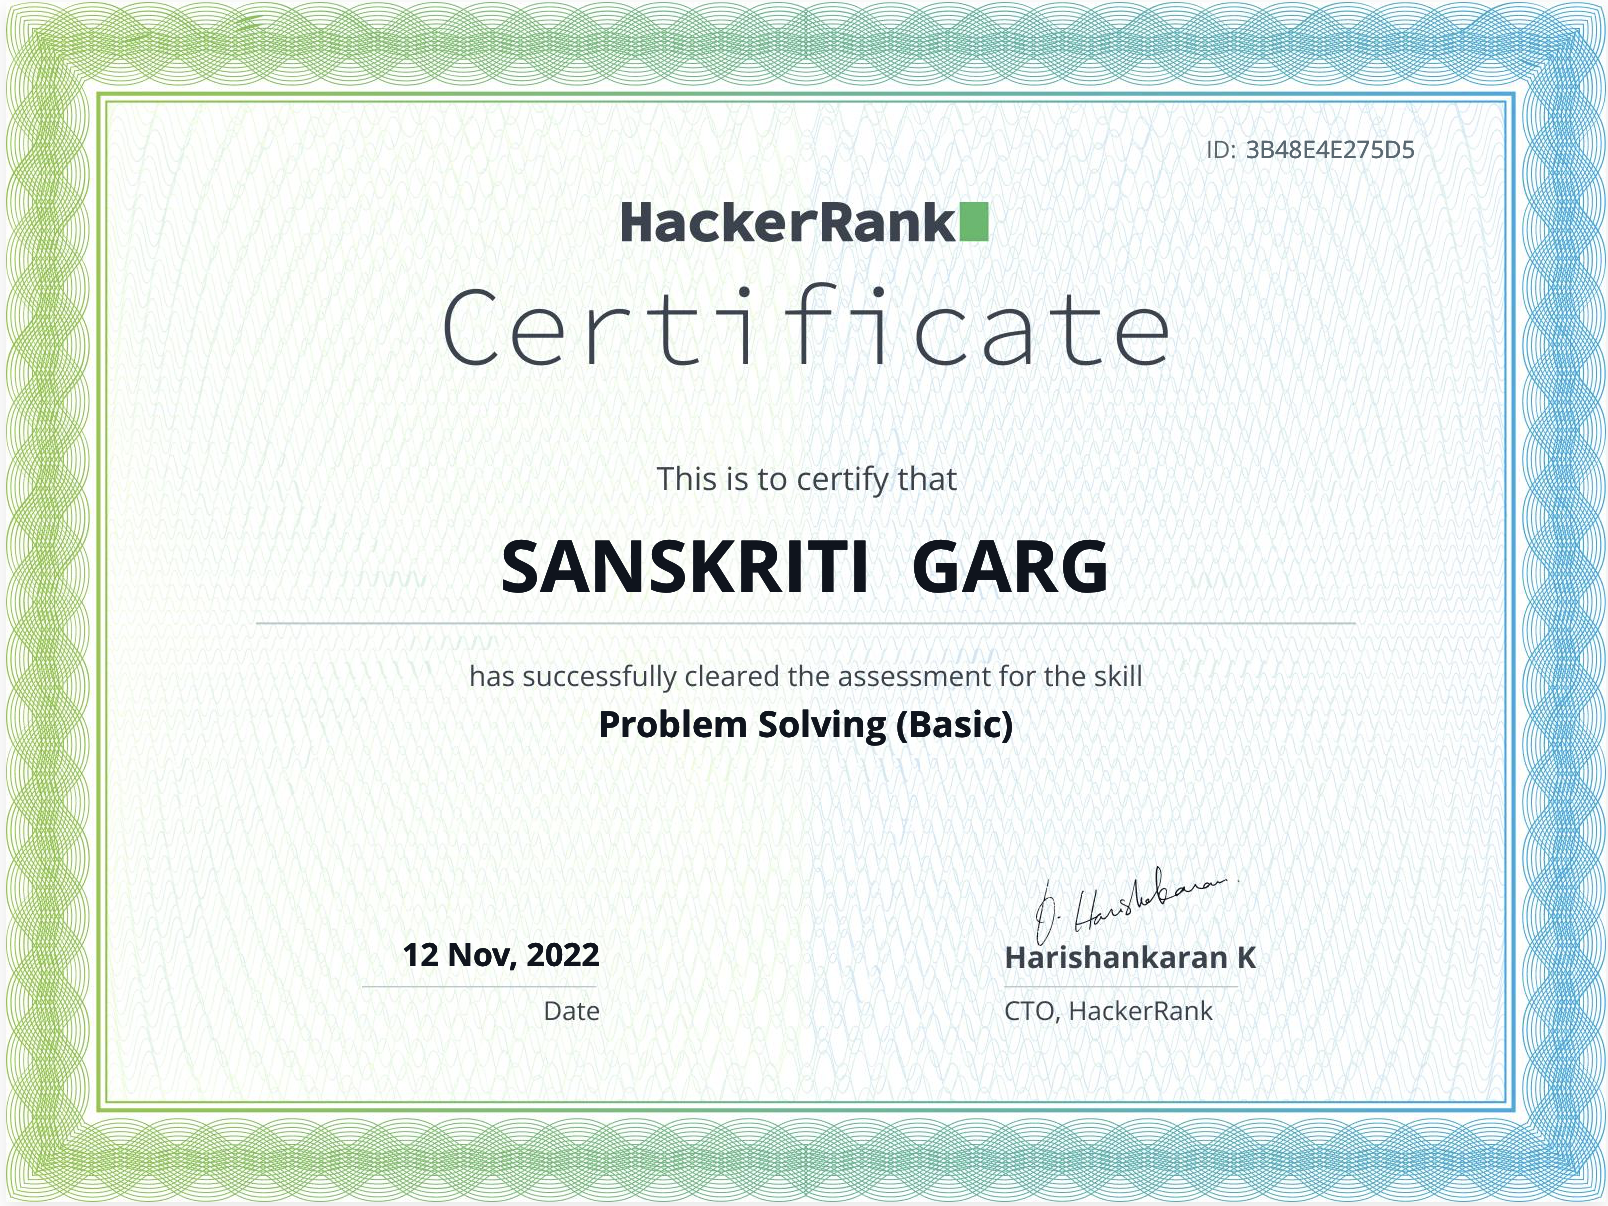 ID: 3B48E4E275D5
HackerRank
Certificate
This is to certify that
SANSKRITI GARG
has successfully cleared the assessment for the skill
Problem Solving (Basic)
12 Nov, 2022
Date
Harishankaran
Harishankaran K
CTO, HackerRank